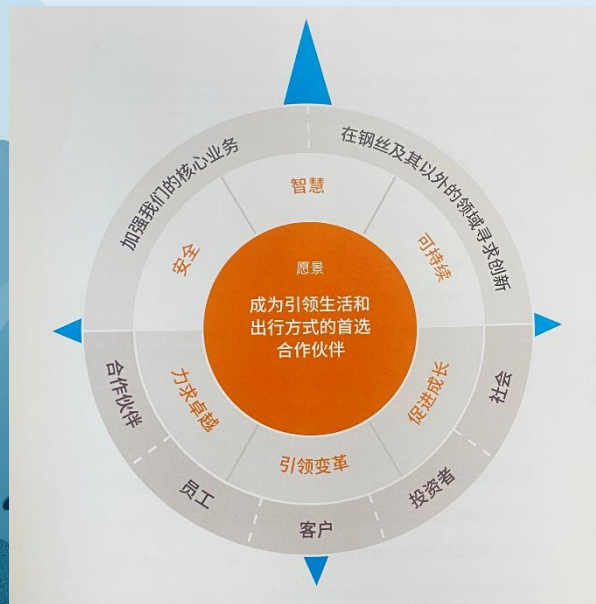 加强我们的核心业务
在钢丝及其以外的领域寻求创新
智慧
安全
可持续
愿景
成为引领生活和
出行方式的首选
合作伙伴
力求卓越
促进成长
引领变革
合作伙伴
员工
客户
投资者
社会